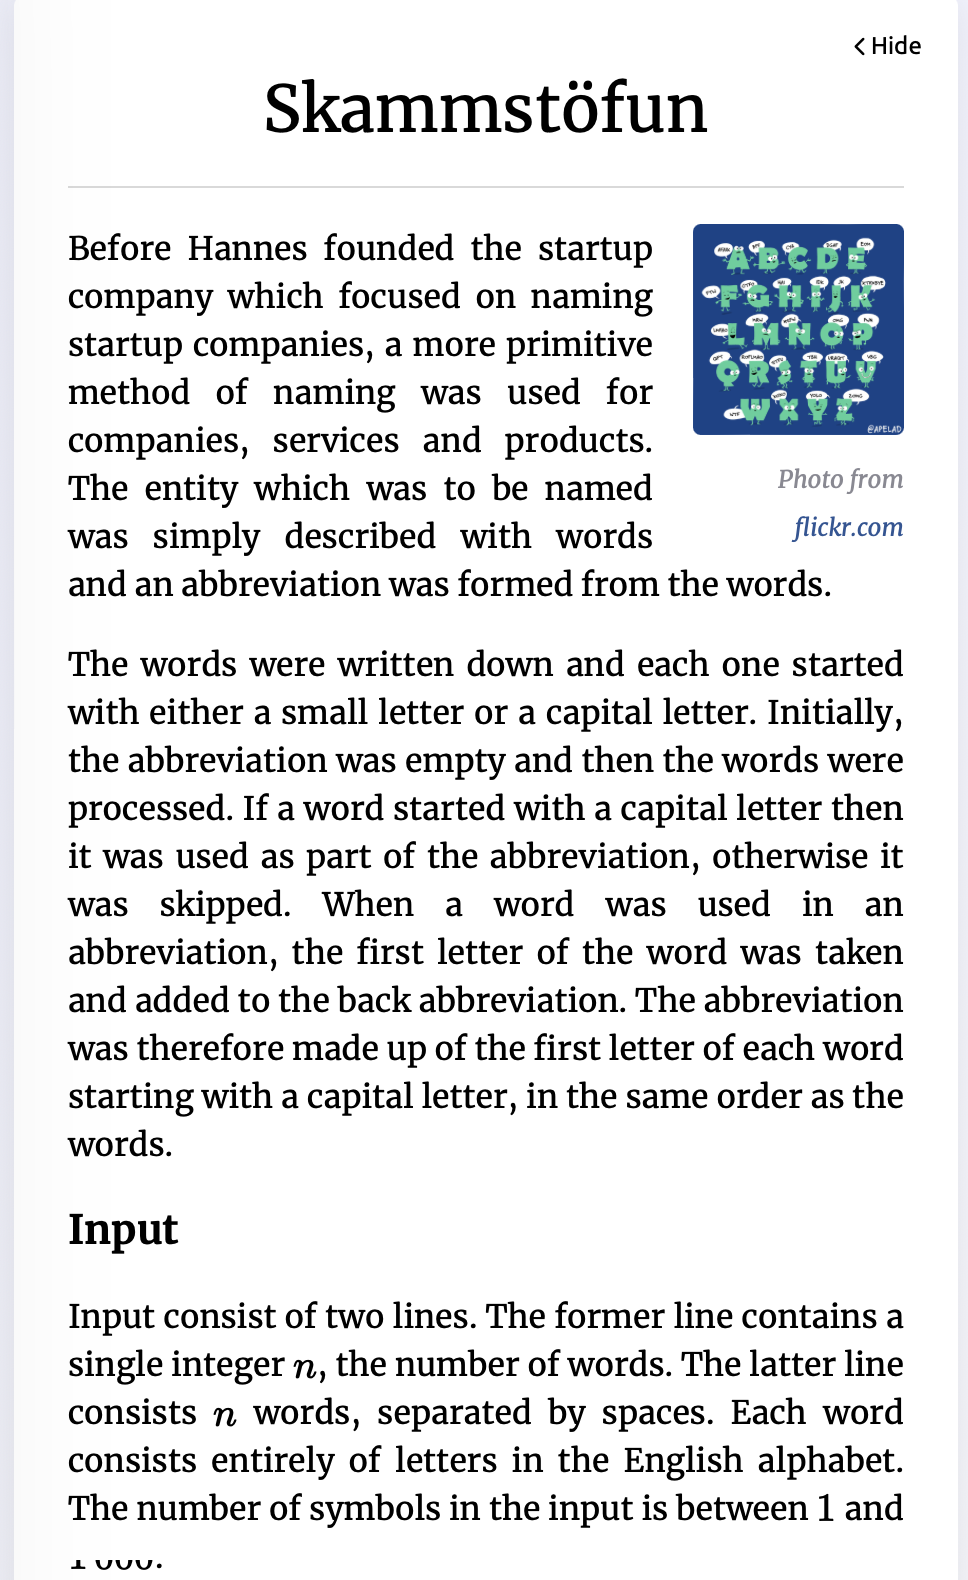 Hide
Skammstöfun
Before Hannes founded the startup
company which focused on naming
startup companies, a more primitive
method of naming was used for
companies, services and products.
The entity which was to be named
was simply described with words
and an abbreviation was formed from the words.
A B C D E
F G H I J K
L M N O P
Q R S T U V
W X Y Z
@APELAD
Photo from
flickr.com
The words were written down and each one started
with either a small letter or a capital letter. Initially,
the abbreviation was empty and then the words were
processed. If a word started with a capital letter then
it was used as part of the abbreviation, otherwise it
was skipped. When a word was used in an
abbreviation, the first letter of the word was taken
and added to the back abbreviation. The abbreviation
was therefore made up of the first letter of each word
starting with a capital letter, in the same order as the
words.
Input
Input consist of two lines. The former line contains a
single integer n, the number of words. The latter line
consists n words, separated by spaces. Each word
consists entirely of letters in the English alphabet.
The number of symbols in the input is between 1 and